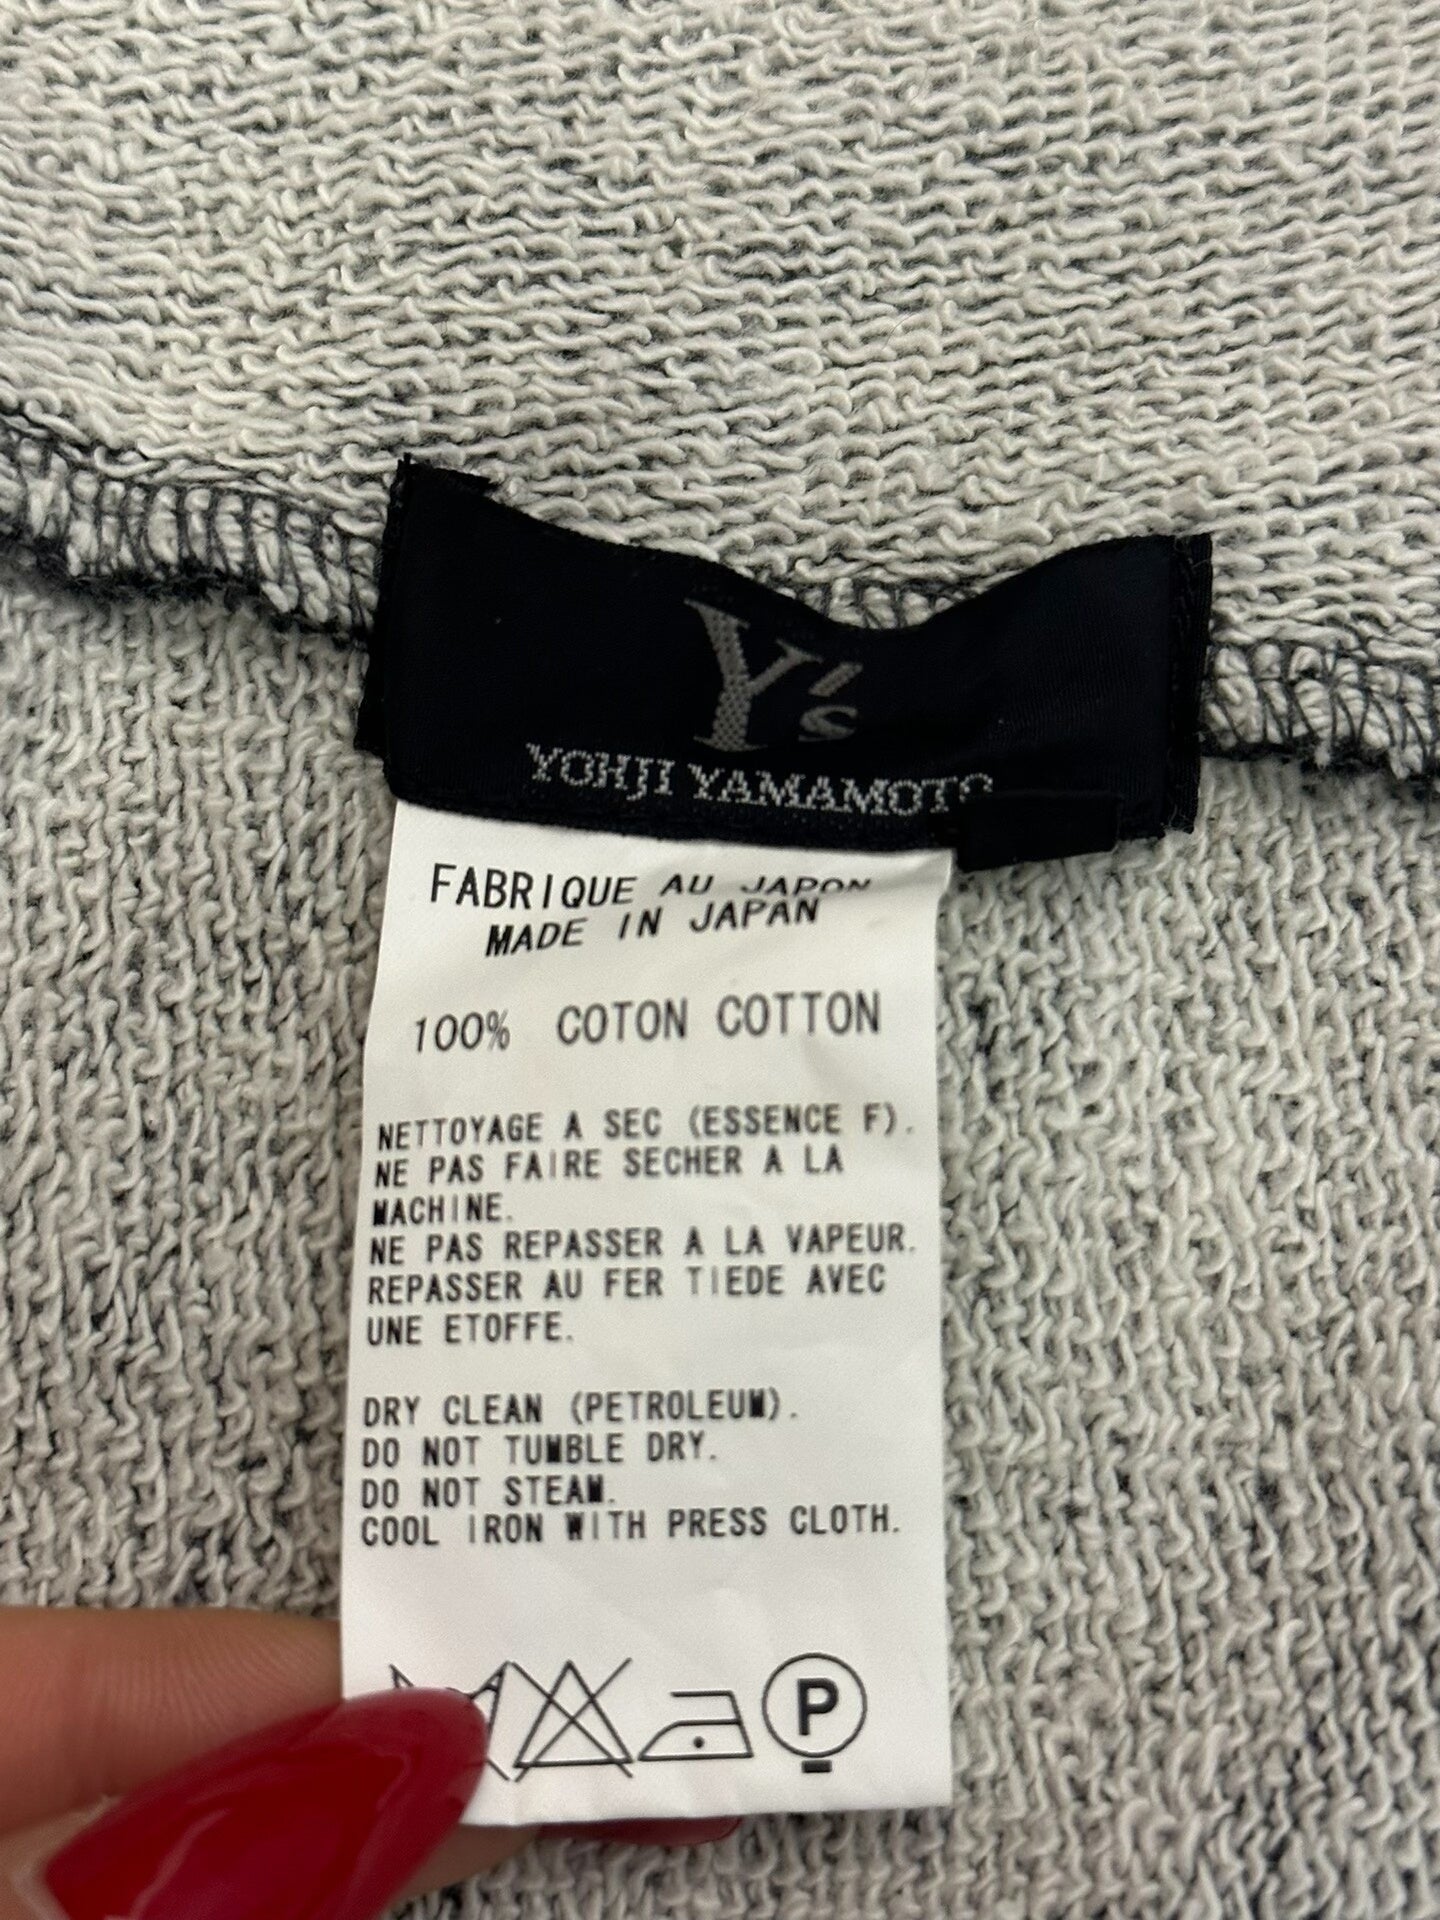 Y's
YOHJI YAMAMOTO
FABRIQUE AU JAPON
MADE IN JAPAN
100% COTON COTTON
NETTOYAGE A SEC (ESSENCE F).
NE PAS FAIRE SECHER A LA
MACHINE.
NE PAS REPASSER A LA VAPEUR.
REPASSER AU FER TIEDE AVEC
UNE ETOFFE.
DRY CLEAN (PETROLEUM).
DO NOT TUMBLE DRY.
DO NOT STEAM.
COOL IRON WITH PRESS CLOTH.
P